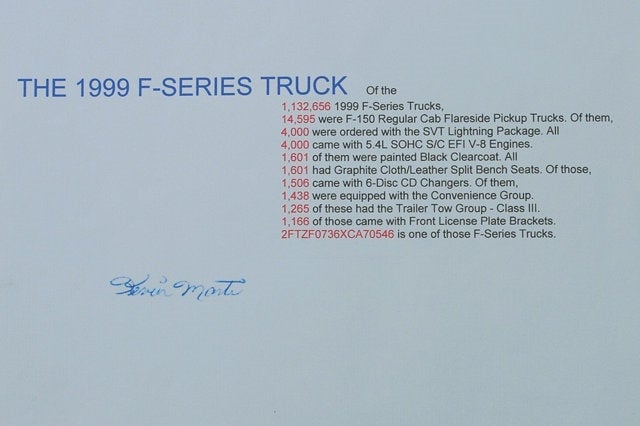 THE 1999 F-SERIES TRUCK Of the
1,132,656 1999 F-Series Trucks,
14,595 were F-150 Regular Cab Flareside Pickup Trucks. Of them,
4,000 were ordered with the SVT Lightning Package. All
4,000 came with 5.4L SOHC S/C EFI V-8 Engines.
1,601 of them were painted Black Clearcoat. All
1,601 had Graphite Cloth/Leather Split Bench Seats. Of those,
1,506 came with 6-Disc CD Changers. Of them,
1,438 were equipped with the Convenience Group.
1,265 of these had the Trailer Tow Group - Class III.
1,166 of those came with Front License Plate Brackets.
2FTZF0736XCA70546 is one of those F-Series Trucks.
Kevin Marti